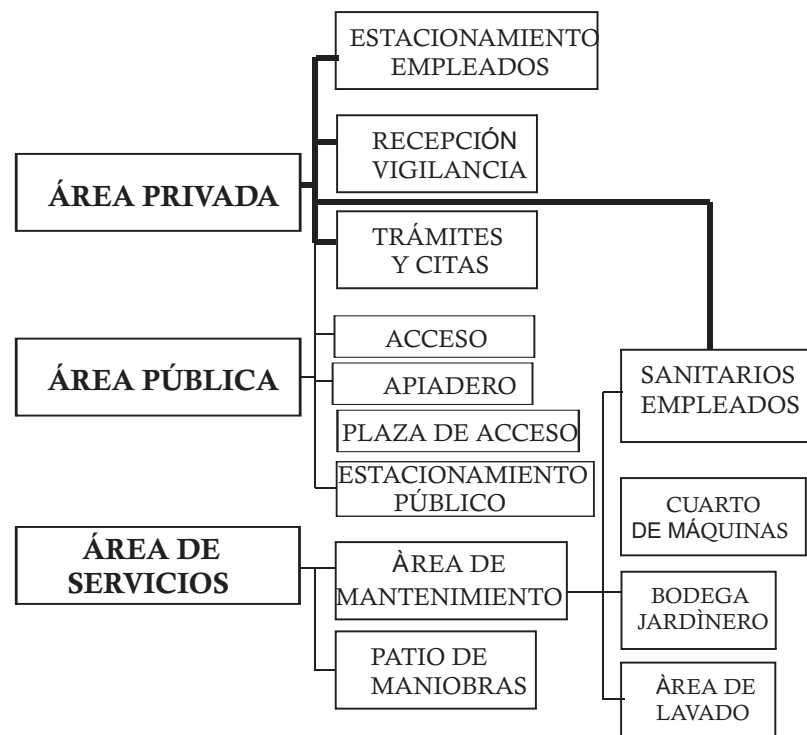 ESTACIONAMIENTO
EMPLEADOS
RECEPCIÓN
VIGILANCIA
ÁREA PRIVADA
TRÁMITES
Y CITAS
ACCESO
ÁREA PÚBLICA
APIADERO
PLAZA DE ACCESO
ESTACIONAMIENTO
PÚBLICO
SANITARIOS
EMPLEADOS
CUARTO
DE MÁQUINAS
ÁREA DE
SERVICIOS
ÀREA DE
MANTENIMIENTO
BODEGA
JARDÌNERO
PATIO DE
MANIOBRAS
ÀREA DE
LAVADO